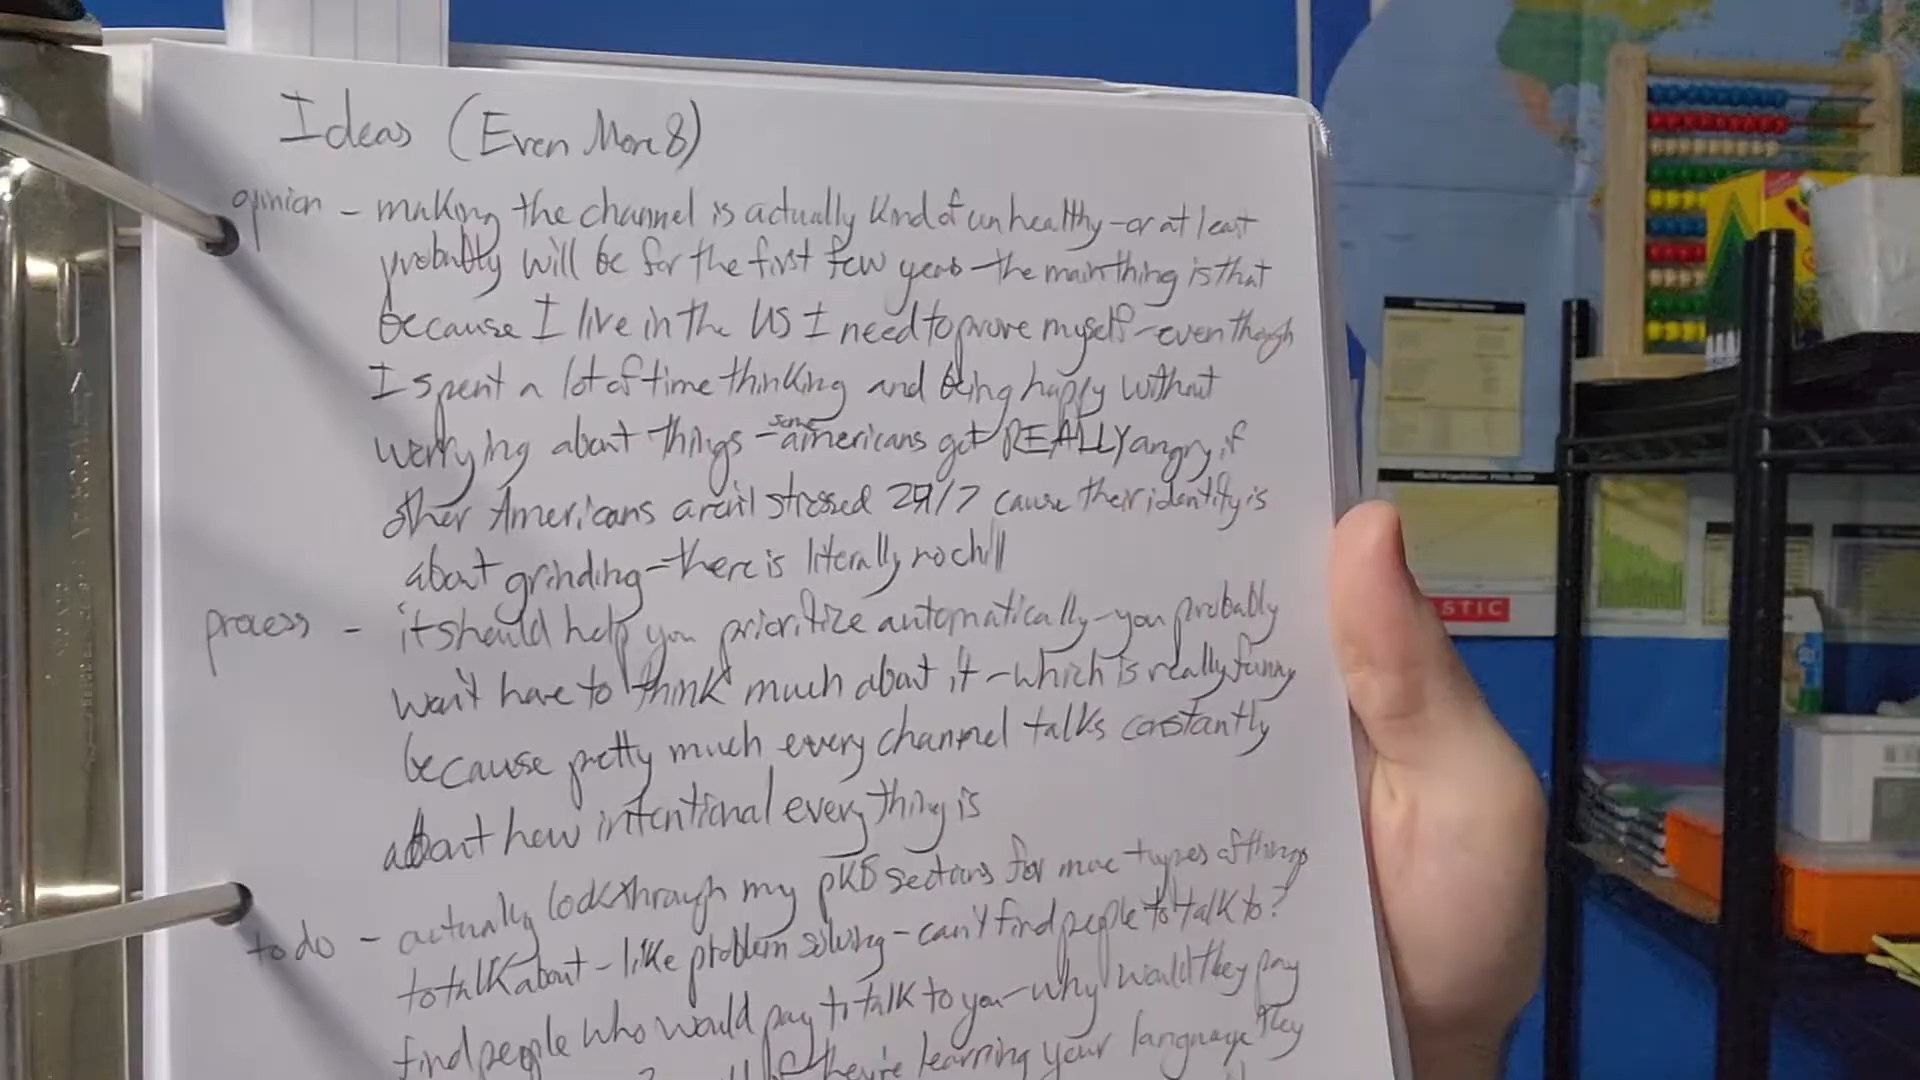 Ideas (Even More 8)
opinion - making the channel is actually kind of unhealthy - or at least
probably will be for the first few years - the main thing is that
because I live in the US I need to prove myself - even though
I spent a lot of time thinking and being happy without
worrying about things - some americans get REALLY angry if
other Americans aren't stressed 24/7 cause their identity is
about grinding - there is literally no chill
process - it should help you prioritize automatically - you probably
won't have to think much about it - which is really funny
because pretty much every channel talks constantly
about how intentional everything is
to do - actually look through my PKB sections for more types of things
to talk about - like problem solving - can't find people to talk to?
find people who would pay to talk to you - why would they pay
they're learning your language they
STIC